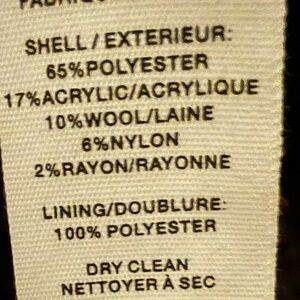 SHELL / EXTERIEUR:
65%POLYESTER
17%ACRYLIC/ACRYLIQUE
10%WOOL/LAINE
6%NYLON
2%RAYON/RAYONNE
LINING/DOUBLURE:
100% POLYESTER
DRY CLEAN
NETTOYER À SEC